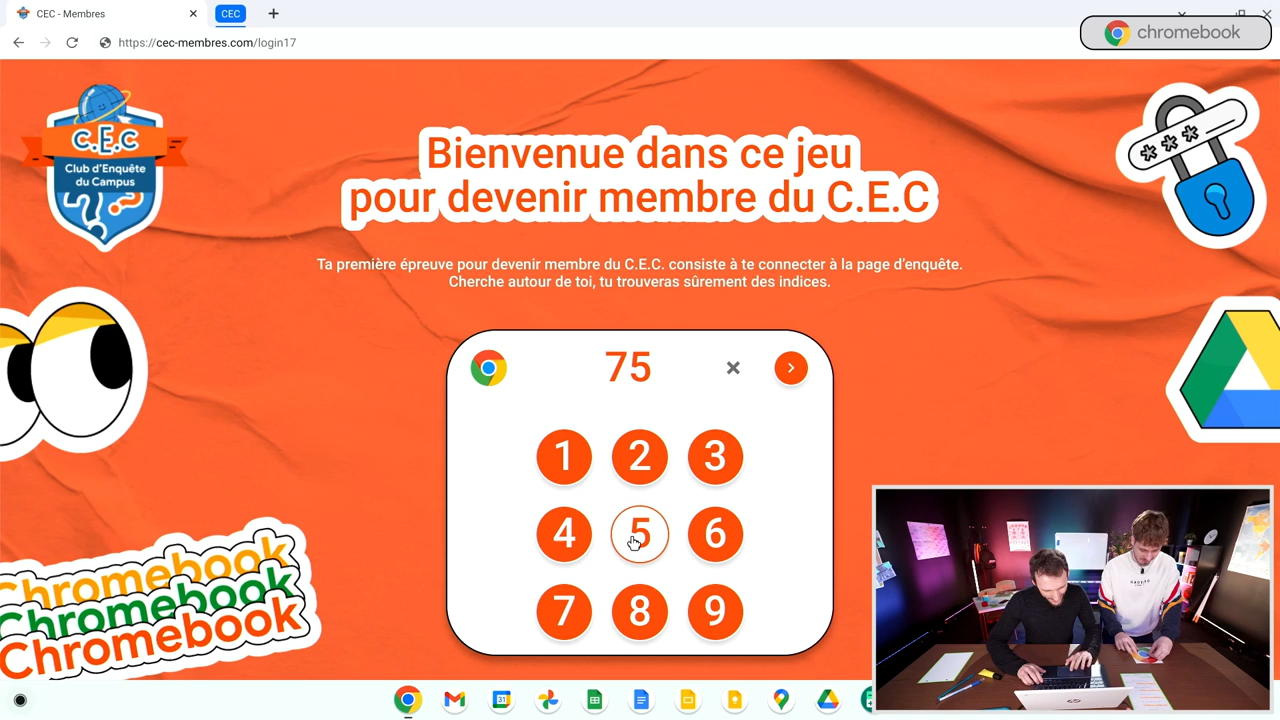 CEC - Membres
CEC
https://cec-membres.com/login17
chromebook
C.E.C
Club d'Enquête
du Campus
Bienvenue dans ce jeu
pour devenir membre du C.E.C
***
Ta première épreuve pour devenir membre du C.E.C. consiste à te connecter à la page d'enquête.
Cherche autour de toi, tu trouveras sûrement des indices.
75
1 2 3
4 5 6
7 8 9
Chromebook
Chromebook
Chromebook
31